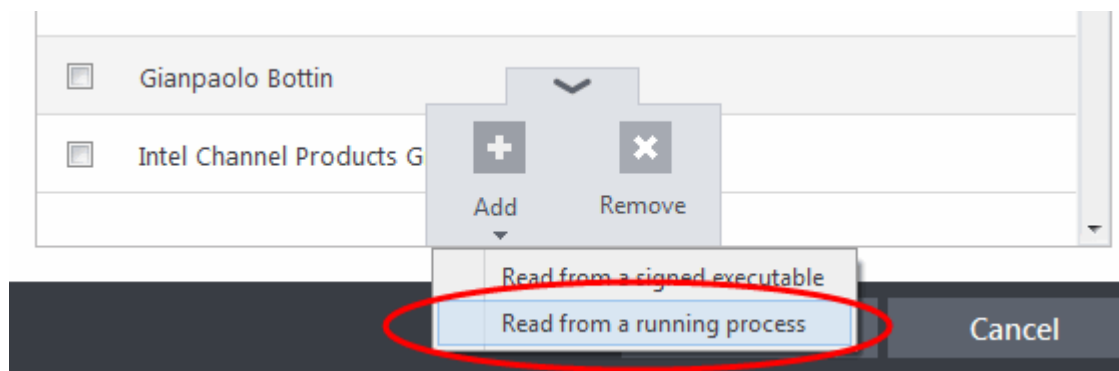 Gianpaolo Bottin
Intel Channel Products G
Add
Remove
Read from a signed executable
Read from a running process
Cancel